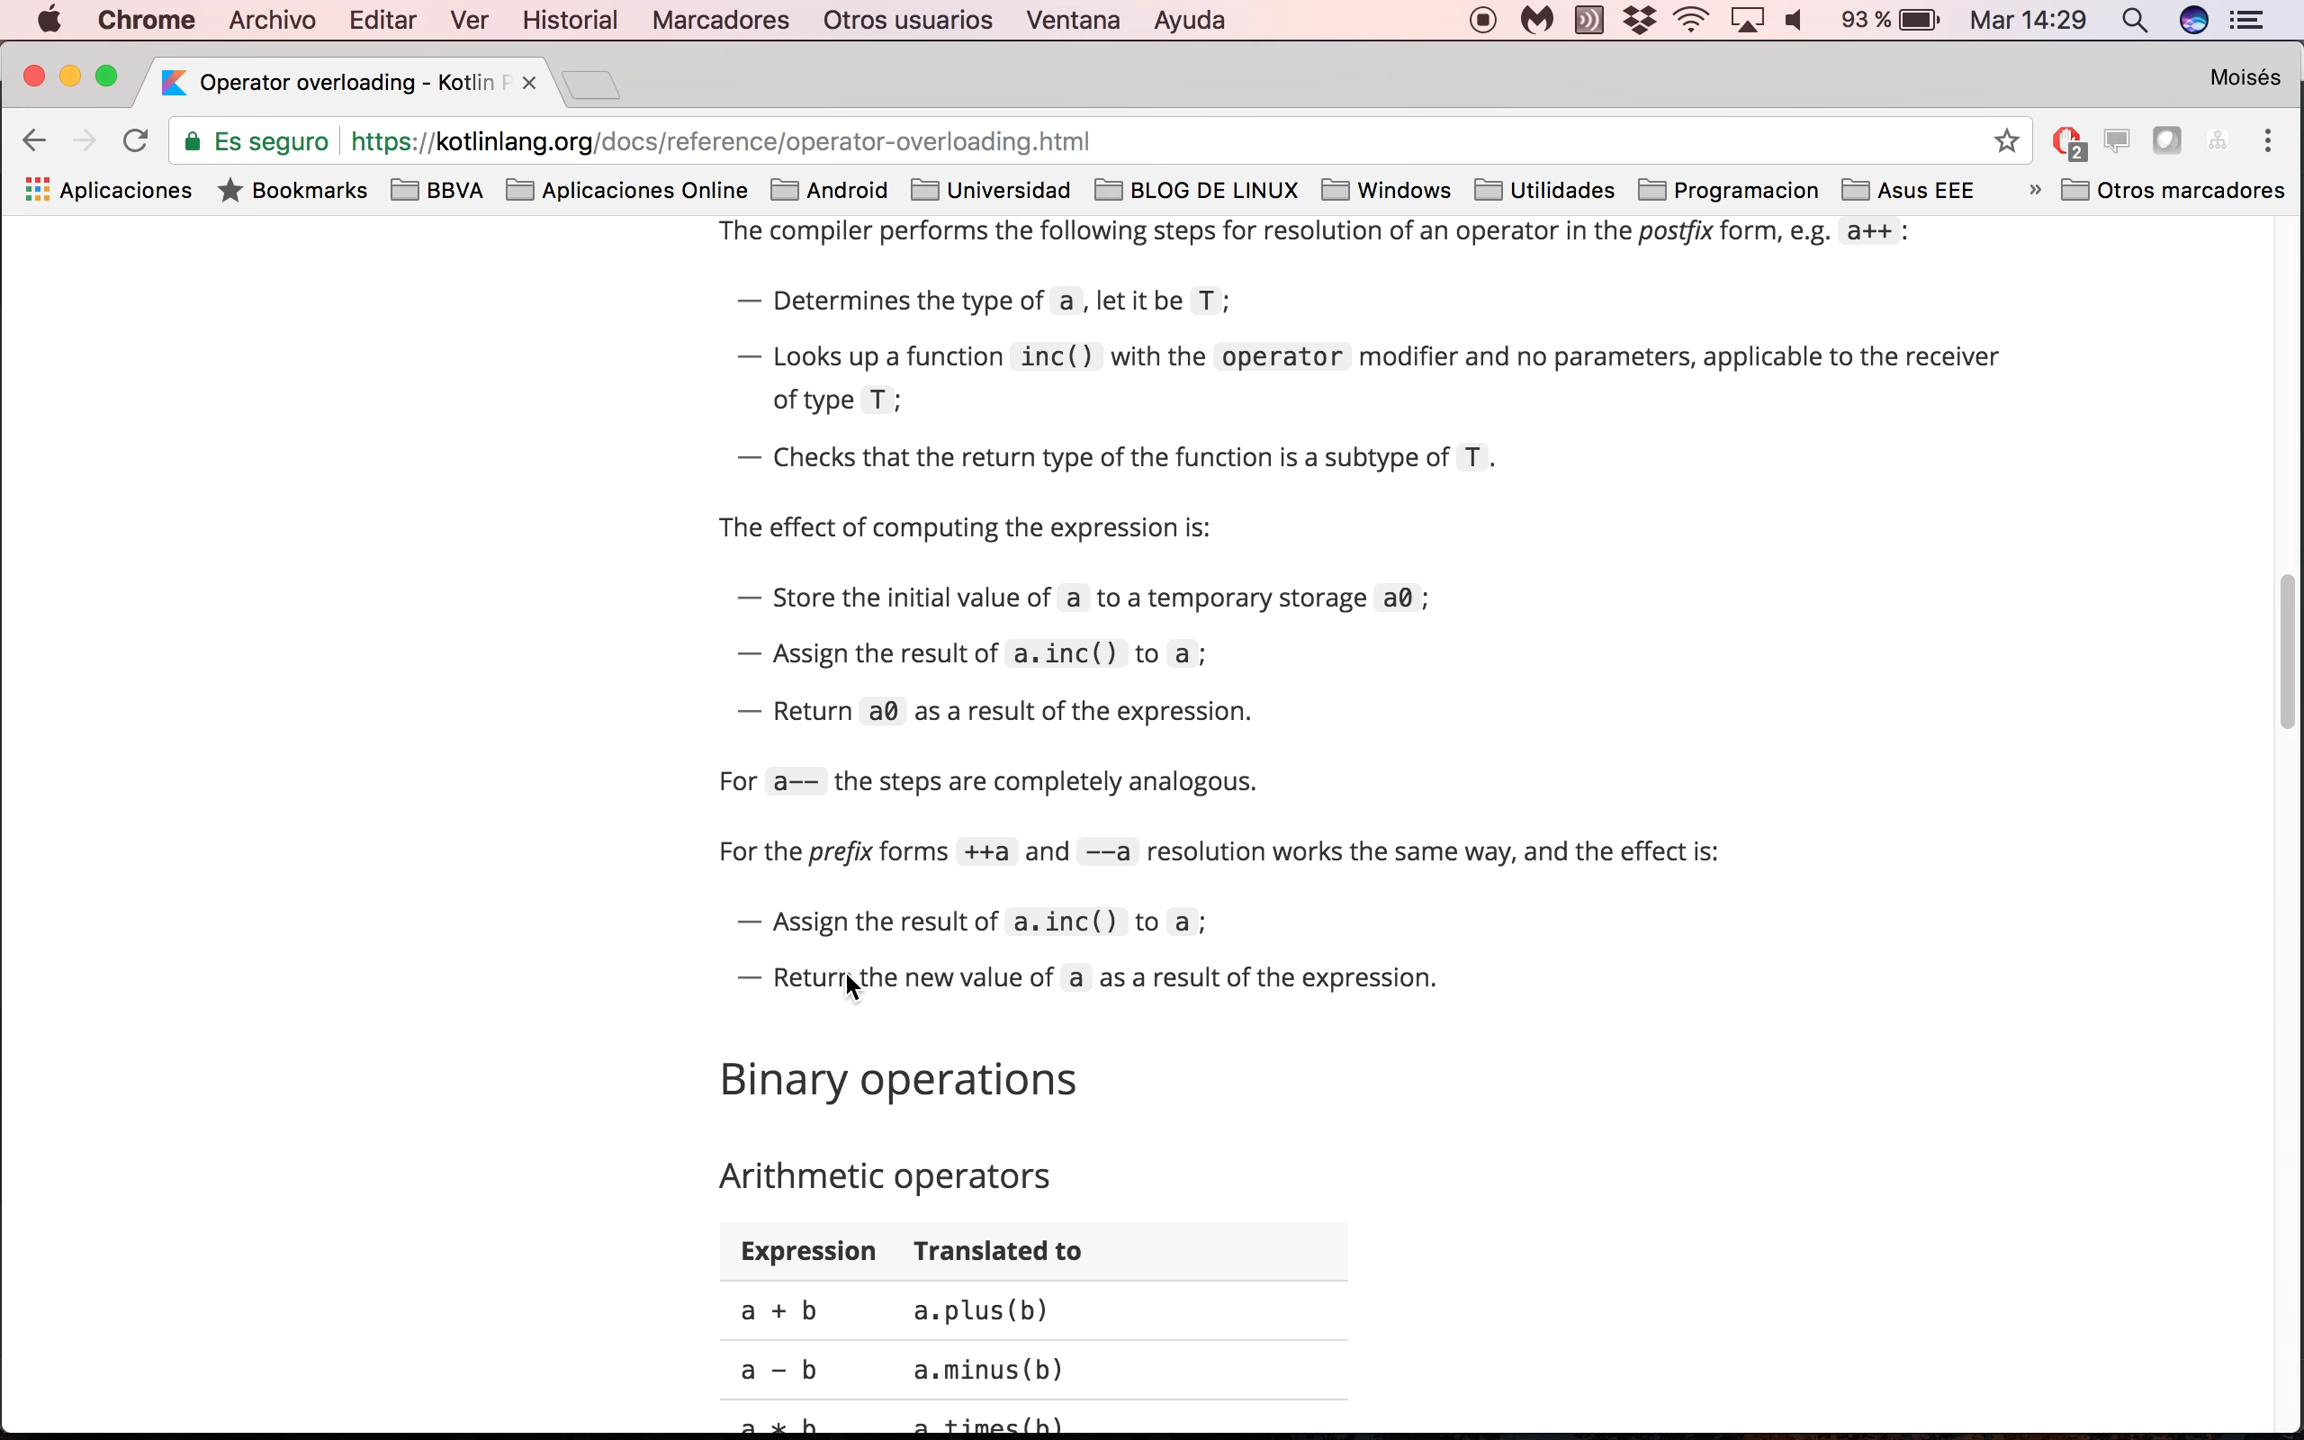 Chrome Archivo Editar Ver Historial Marcadores Otros usuarios Ventana Ayuda 93 % Mar 14:29
Operator overloading - Kotlin Moisés
Es seguro https://kotlinlang.org/docs/reference/operator-overloading.html 2
Aplicaciones Bookmarks BBVA Aplicaciones Online Android Universidad BLOG DE LINUX Windows Utilidades Programacion Asus EEE » Otros marcadores
The compiler performs the following steps for resolution of an operator in the postfix form, e.g. a++ :
— Determines the type of a , let it be T ;
— Looks up a function inc() with the operator modifier and no parameters, applicable to the receiver
of type T ;
— Checks that the return type of the function is a subtype of T .
The effect of computing the expression is:
— Store the initial value of a to a temporary storage a0 ;
— Assign the result of a.inc() to a ;
— Return a0 as a result of the expression.
For a-- the steps are completely analogous.
For the prefix forms ++a and --a resolution works the same way, and the effect is:
— Assign the result of a.inc() to a ;
— Return the new value of a as a result of the expression.
Binary operations
Arithmetic operators
Expression Translated to
a + b a.plus(b)
a - b a.minus(b)
a * b a.times(b)